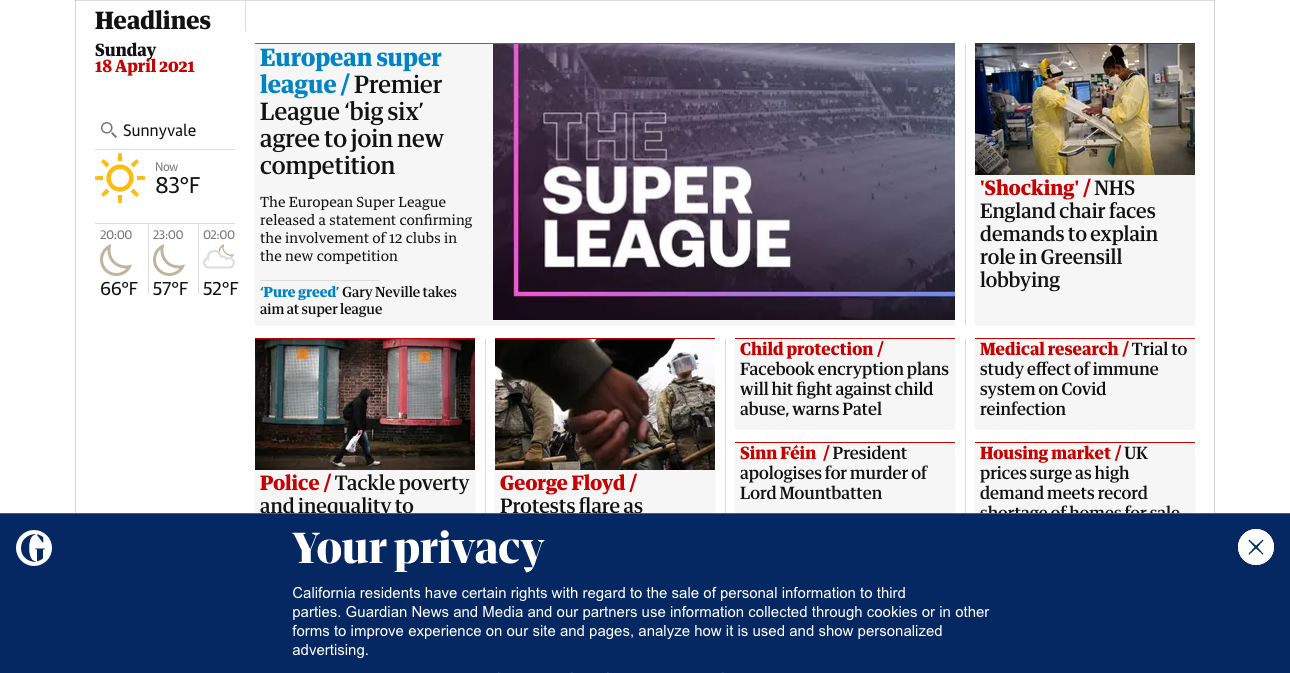 Headlines
Sunday
18 April 2021
Sunnyvale
Now
83°F
20:00
23:00
02:00
66°F
57°F
52°F
European super
league / Premier
League ‘big six’
agree to join new
competition
The European Super League
released a statement confirming
the involvement of 12 clubs in
the new competition
‘Pure greed’ Gary Neville takes
aim at super league
THE
SUPER
LEAGUE
'Shocking' / NHS
England chair faces
demands to explain
role in Greensill
lobbying
Police / Tackle poverty
and inequality to
George Floyd /
Protests flare as
Child protection /
Facebook encryption plans
will hit fight against child
abuse, warns Patel
Sinn Féin / President
apologises for murder of
Lord Mountbatten
Medical research / Trial to
study effect of immune
system on Covid
reinfection
Housing market / UK
prices surge as high
demand meets record
shortage of homes for sale
Your privacy
California residents have certain rights with regard to the sale of personal information to third
parties. Guardian News and Media and our partners use information collected through cookies or in other
forms to improve experience on our site and pages, analyze how it is used and show personalized
advertising.